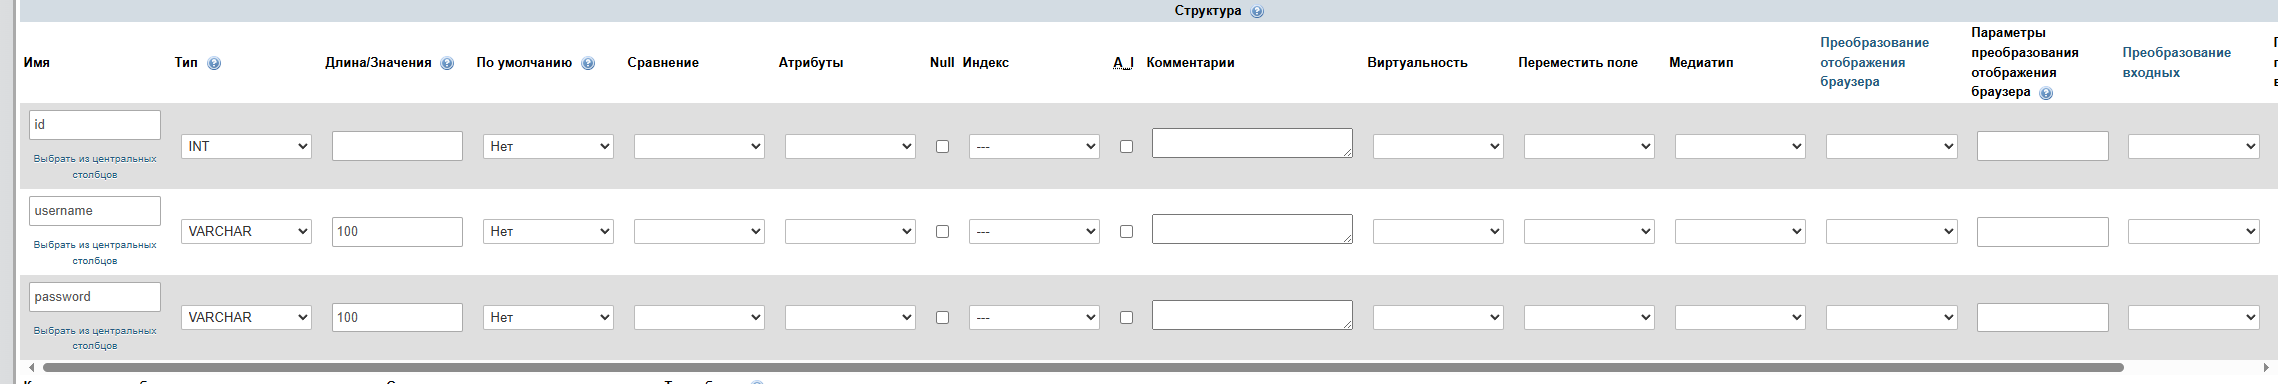 Структура
Имя Тип Длина/Значения По умолчанию Сравнение Атрибуты Null Индекс A_I Комментарии Виртуальность Переместить поле Медиатип
Преобразование
отображения
браузера
Параметры
преобразования
отображения
браузера
Преобразование
входных
id
Выбрать из центральных
столбцов
INT Нет ---
username
Выбрать из центральных
столбцов
VARCHAR 100 Нет ---
password
Выбрать из центральных
столбцов
VARCHAR 100 Нет ---